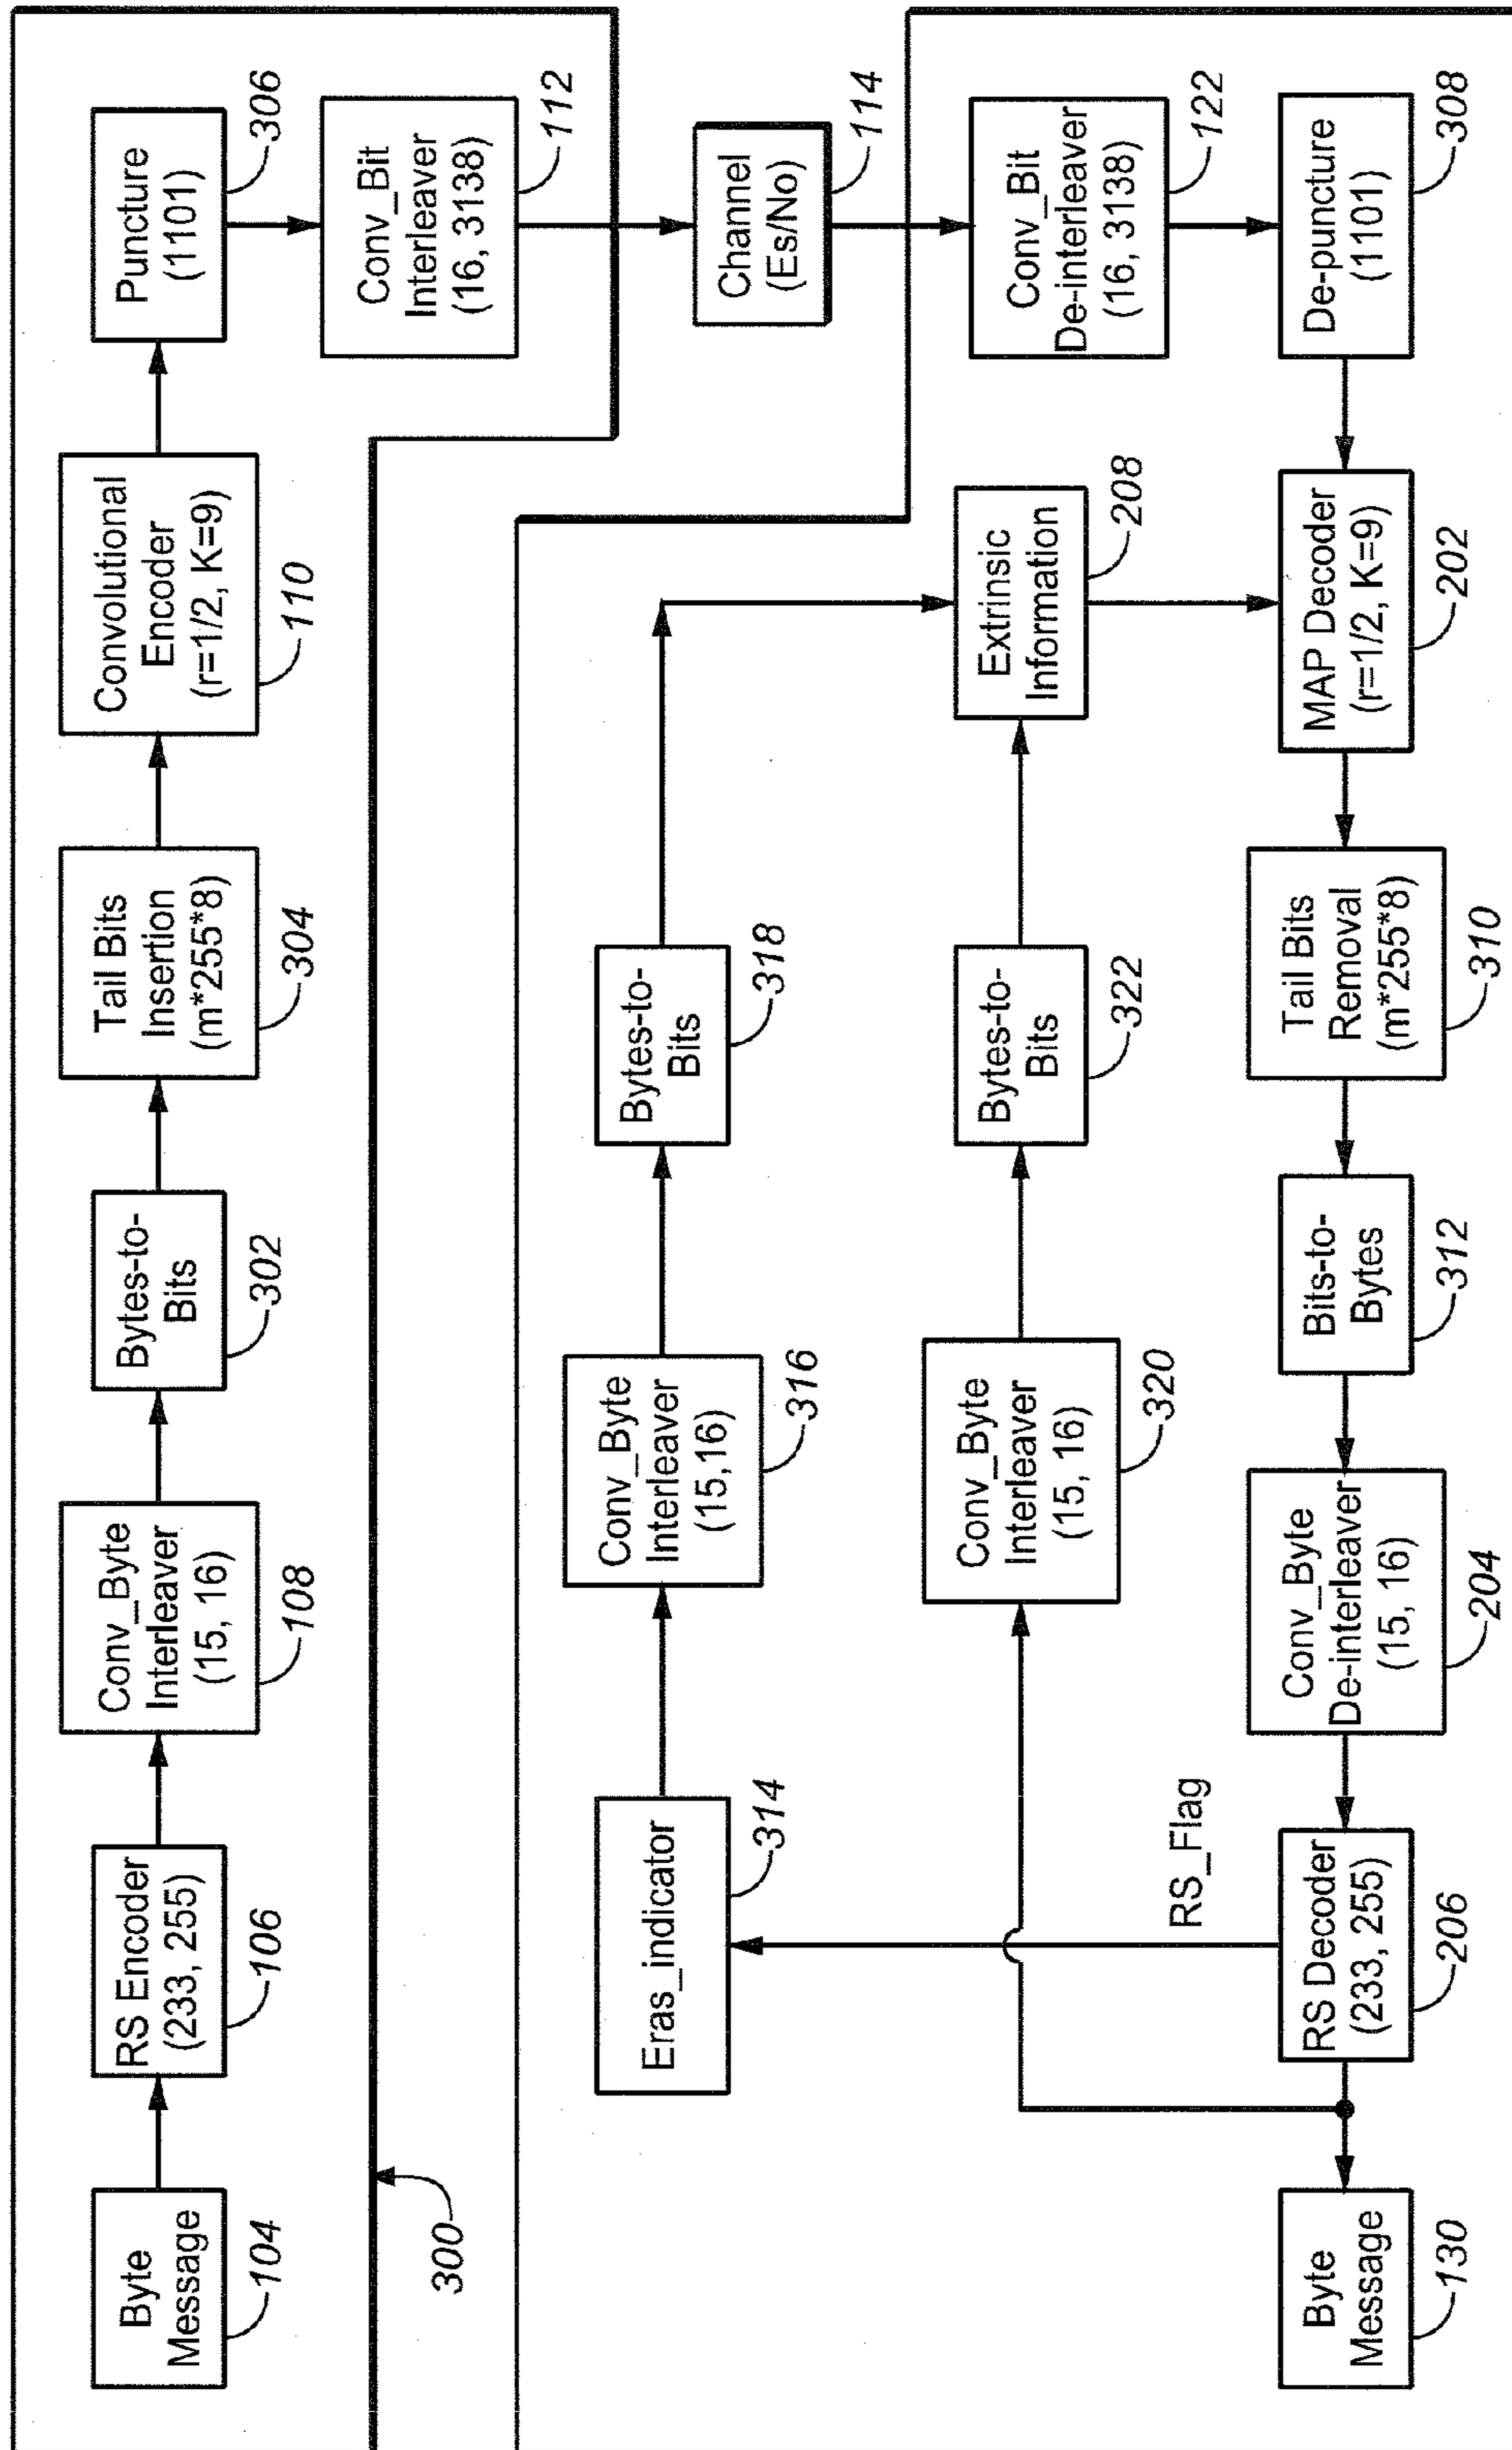 Byte
Message
104
RS Encoder
(233, 255)
106
Conv_Byte
Interleaver
(15, 16)
108
Bytes-to-
Bits
302
Tail Bits
Insertion
(m*255*8)
304
Convolutional
Encoder
(r=1/2, K=9)
110
Puncture
(1101)
306
Conv_Bit
Interleaver
(16, 3138)
112
300
Channel
(Es/No)
114
Eras_indicator
314
Conv_Byte
Interleaver
(15,16)
316
Bytes-to-
Bits
318
Conv_Byte
Interleaver
(15, 16)
320
Bytes-to-
Bits
322
Extrinsic
Information
208
Conv_Bit
De-interleaver
(16, 3138)
122
RS_Flag
Byte
Message
130
RS Decoder
(233, 255)
206
Conv_Byte
De-interleaver
(15, 16)
204
Bits-to-
Bytes
312
Tail Bits
Removal
(m*255*8)
310
MAP Decoder
(r=1/2, K=9)
202
De-puncture
(1101)
308